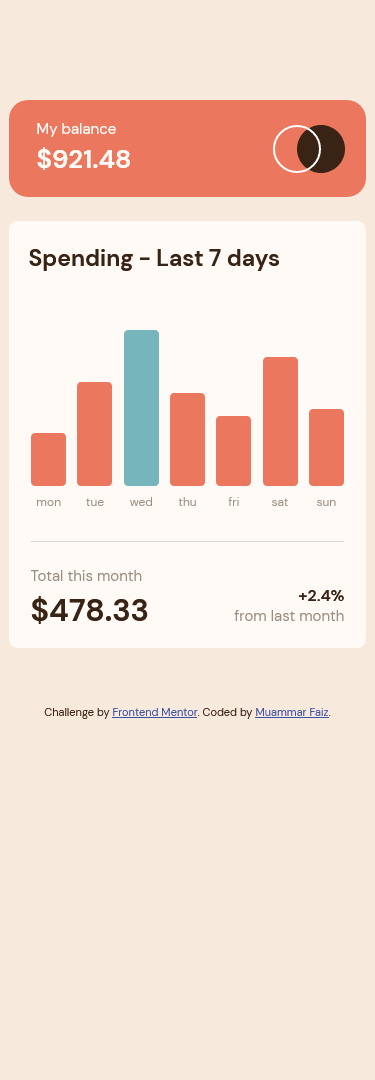 My balance
$921.48
Spending - Last 7 days
mon tue wed thu fri sat sun
Total this month
$478.33
+2.4%
from last month
Challenge by Frontend Mentor. Coded by Muammar Faiz.